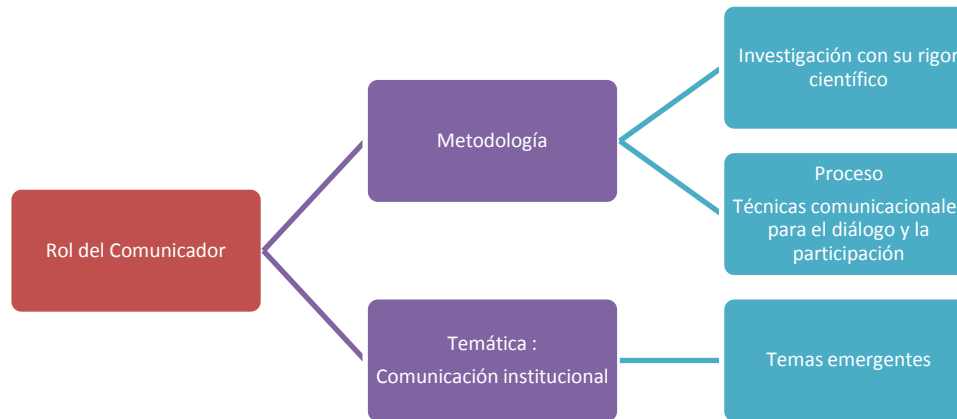 Rol del Comunicador
Metodología
Temática :
Comunicación institucional
Investigación con su rigor
científico
Proceso
Técnicas comunicacionale
para el diálogo y la
participación
Temas emergentes